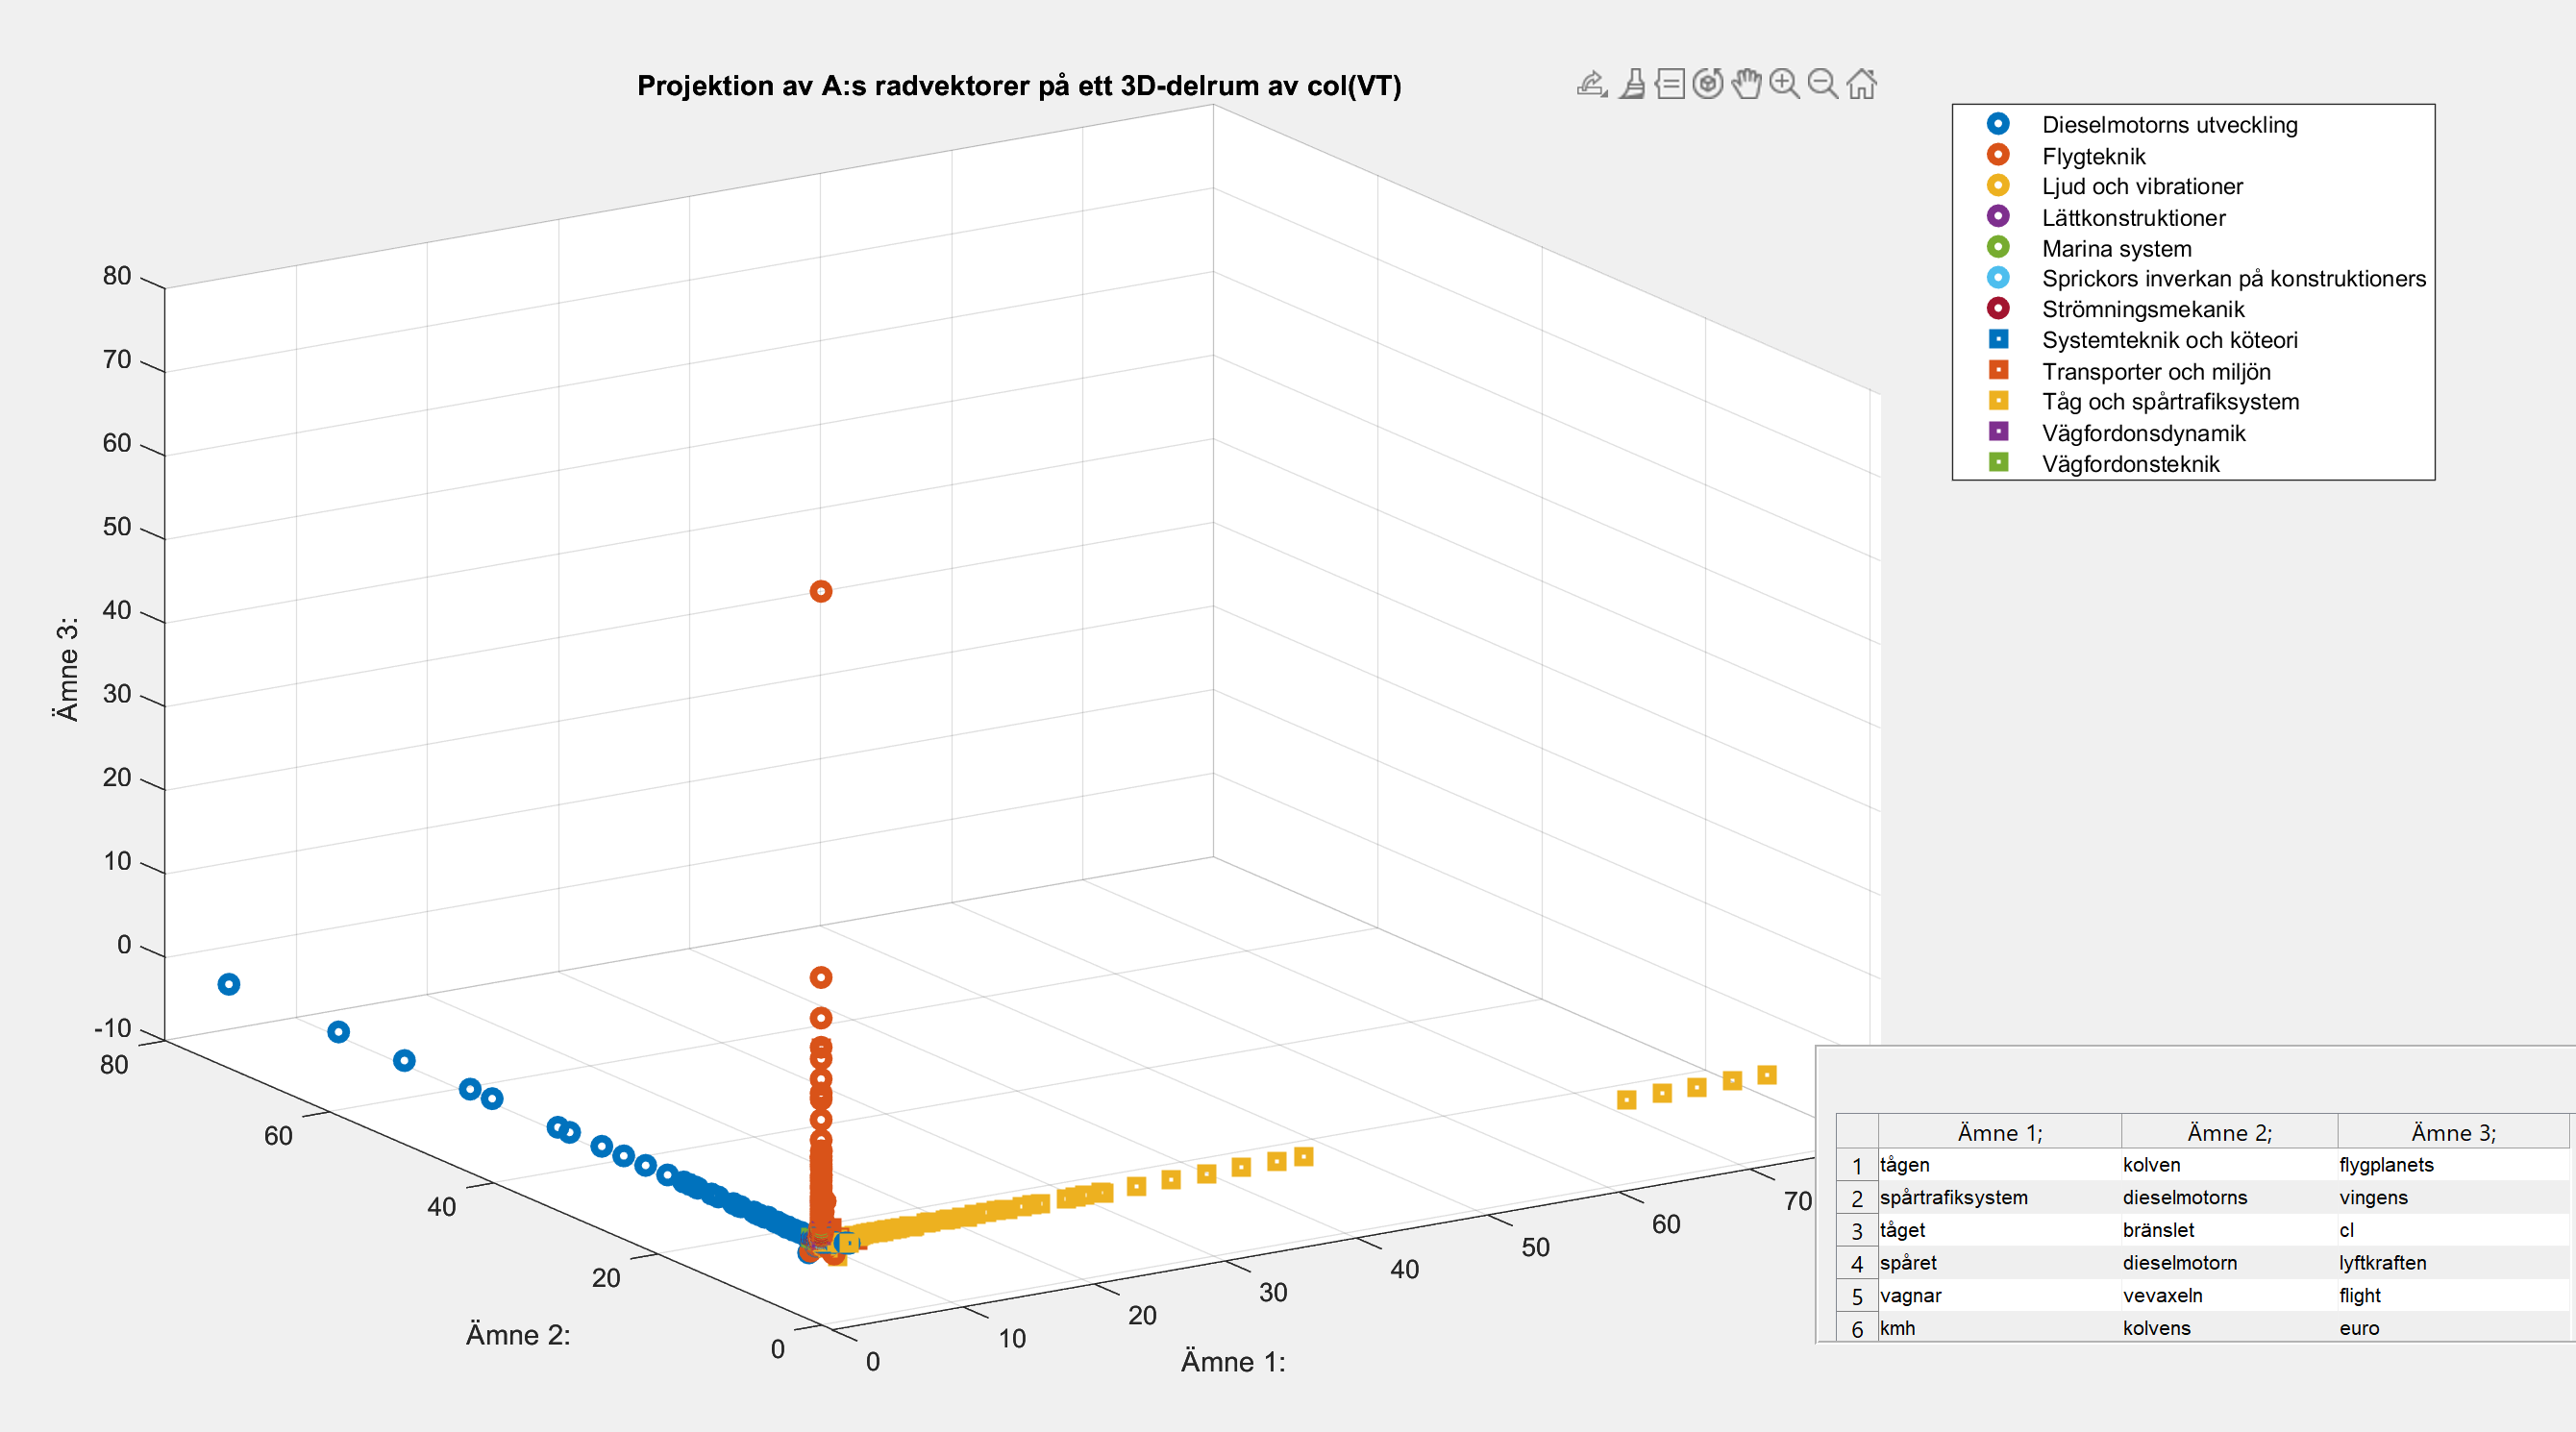 Projektion av A:s radvektorer på ett 3D-delrum av col(VT)
Dieselmotorns utveckling
Flygteknik
Ljud och vibrationer
Lättkonstruktioner
Marina system
Sprickors inverkan på konstruktioners
Strömningsmekanik
Systemteknik och köteori
Transporter och miljön
Tåg och spårtrafiksystem
Vägfordonsdynamik
Vägfordonsteknik
Ämne 3:
80
70
60
50
40
30
20
10
0
-10
80
60
40
20
0
Ämne 2:
0
10
20
30
40
50
60
70
Ämne 1:
Ämne 1; Ämne 2; Ämne 3;
1 tågen kolven flygplanets
2 spårtrafiksystem dieselmotorns vingens
3 tåget bränslet cl
4 spåret dieselmotorn lyftkraften
5 vagnar vevaxeln flight
6 kmh kolvens euro